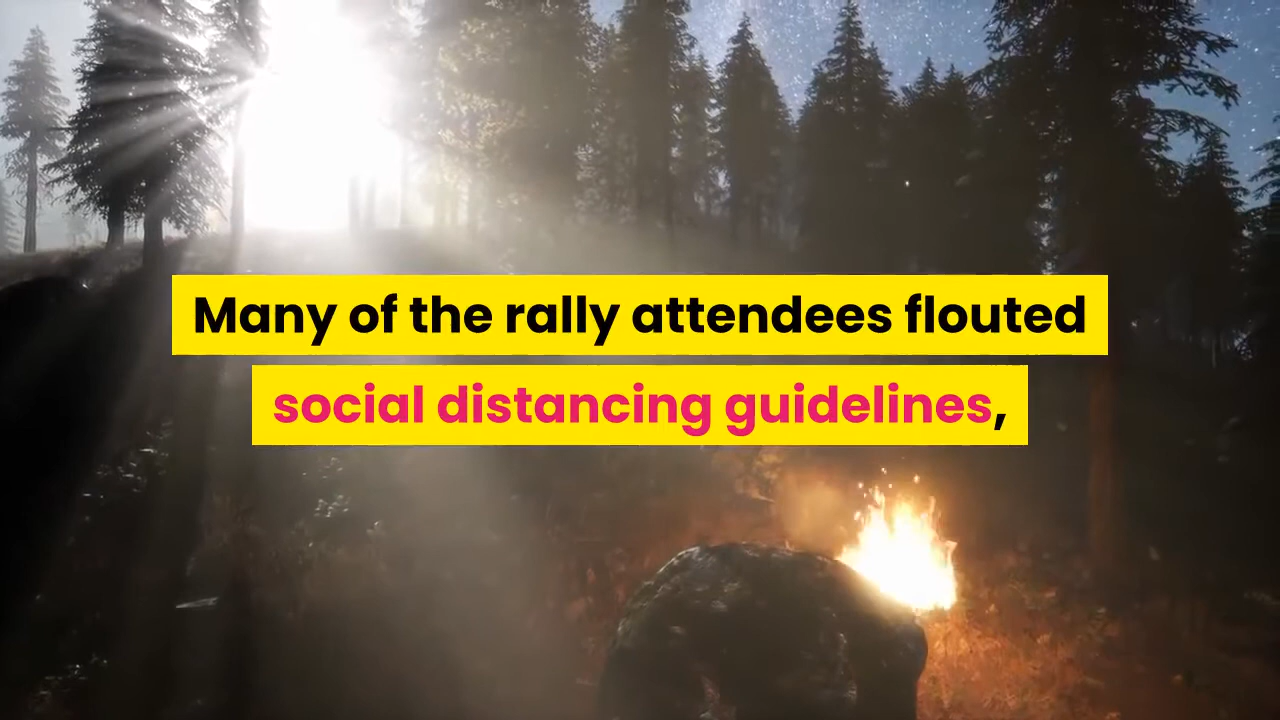 Many of the rally attendees flouted
social distancing guidelines,